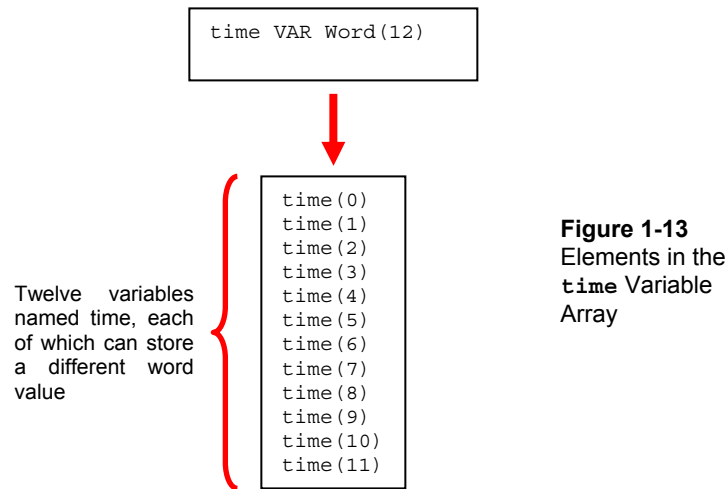 time VAR Word(12)
time(0)
time(1)
time(2)
time(3)
time(4)
time(5)
time(6)
time(7)
time(8)
time(9)
time(10)
time(11)
Twelve variables
named time, each
of which can store
a different word
value
Figure 1-13
Elements in the
time Variable
Array